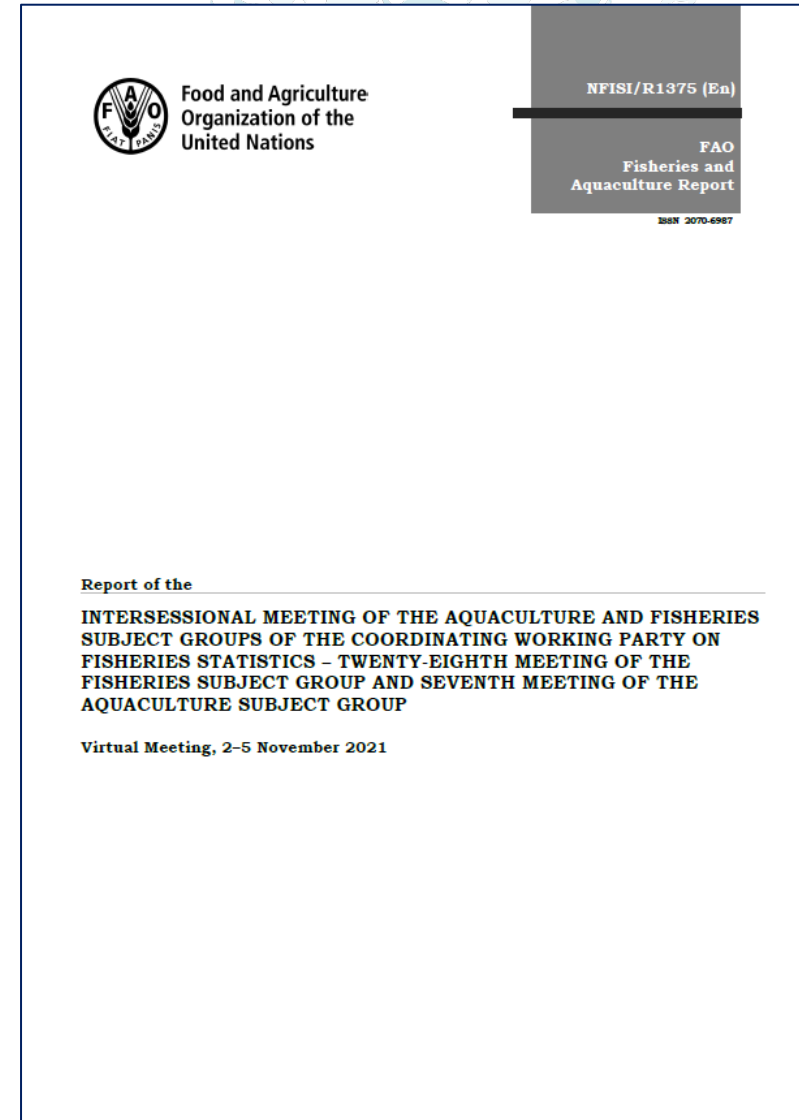 FAO
FIAT PANIS
Food and Agriculture
Organization of the
United Nations
NFISI/R1375 (En)
FAO
Fisheries and
Aquaculture Report
ISSN 2070-6987
Report of the
INTERSESSIONAL MEETING OF THE AQUACULTURE AND FISHERIES
SUBJECT GROUPS OF THE COORDINATING WORKING PARTY ON
FISHERIES STATISTICS – TWENTY-EIGHTH MEETING OF THE
FISHERIES SUBJECT GROUP AND SEVENTH MEETING OF THE
AQUACULTURE SUBJECT GROUP
Virtual Meeting, 2–5 November 2021